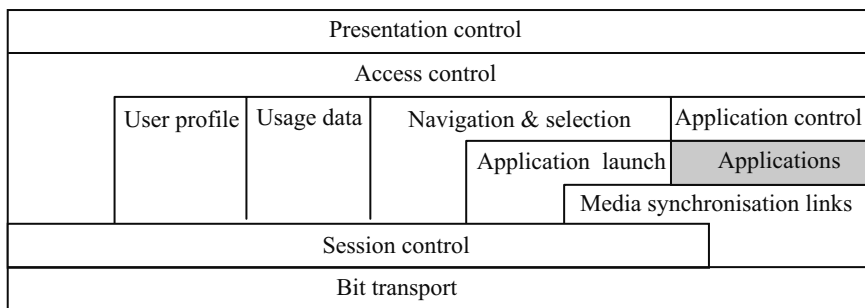 Presentation control
Access control
User profile
Usage data
Navigation & selection
Application control
Application launch
Applications
Media synchronisation links
Session control
Bit transport